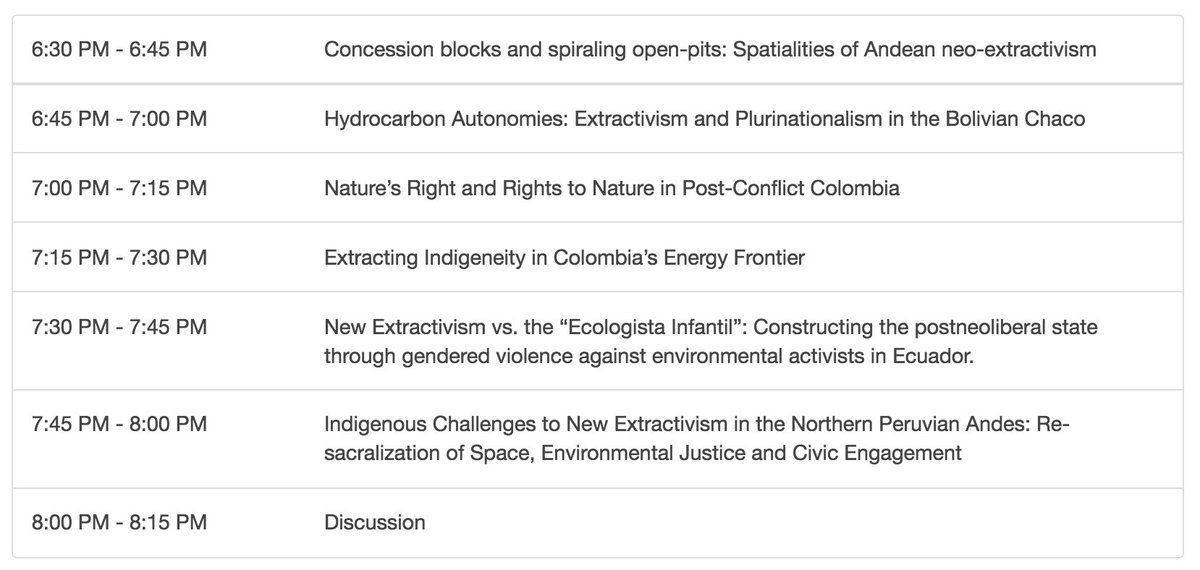 6:30 PM - 6:45 PM Concession blocks and spiraling open-pits: Spatialities of Andean neo-extractivism
6:45 PM - 7:00 PM Hydrocarbon Autonomies: Extractivism and Plurinationalism in the Bolivian Chaco
7:00 PM - 7:15 PM Nature’s Right and Rights to Nature in Post-Conflict Colombia
7:15 PM - 7:30 PM Extracting Indigeneity in Colombia’s Energy Frontier
7:30 PM - 7:45 PM New Extractivism vs. the “Ecologista Infantil”: Constructing the postneoliberal state
through gendered violence against environmental activists in Ecuador.
7:45 PM - 8:00 PM Indigenous Challenges to New Extractivism in the Northern Peruvian Andes: Re-
sacralization of Space, Environmental Justice and Civic Engagement
8:00 PM - 8:15 PM Discussion